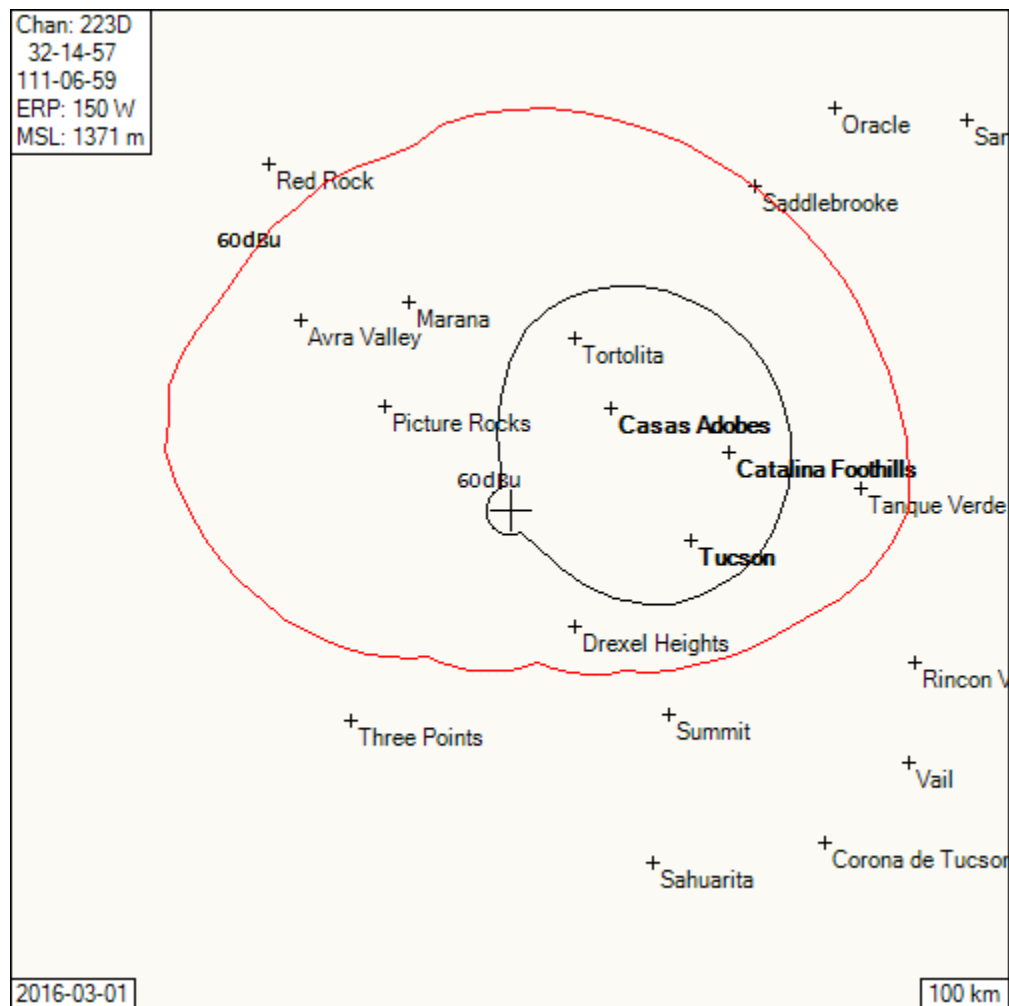 Chan: 223D
32-14-57
111-06-59
ERP: 150 W
MSL: 1371 m
Oracle
San
Red Rock
Saddlebrooke
60dBu
Marana
Avra Valley
Tortolita
Picture Rocks
Casas Adobes
Catalina Foothills
60dBu
Tanque Verde
Tucson
Drexel Heights
Rincon V
Three Points
Summit
Vail
Corona de Tucson
Sahuarita
2016-03-01
100 km